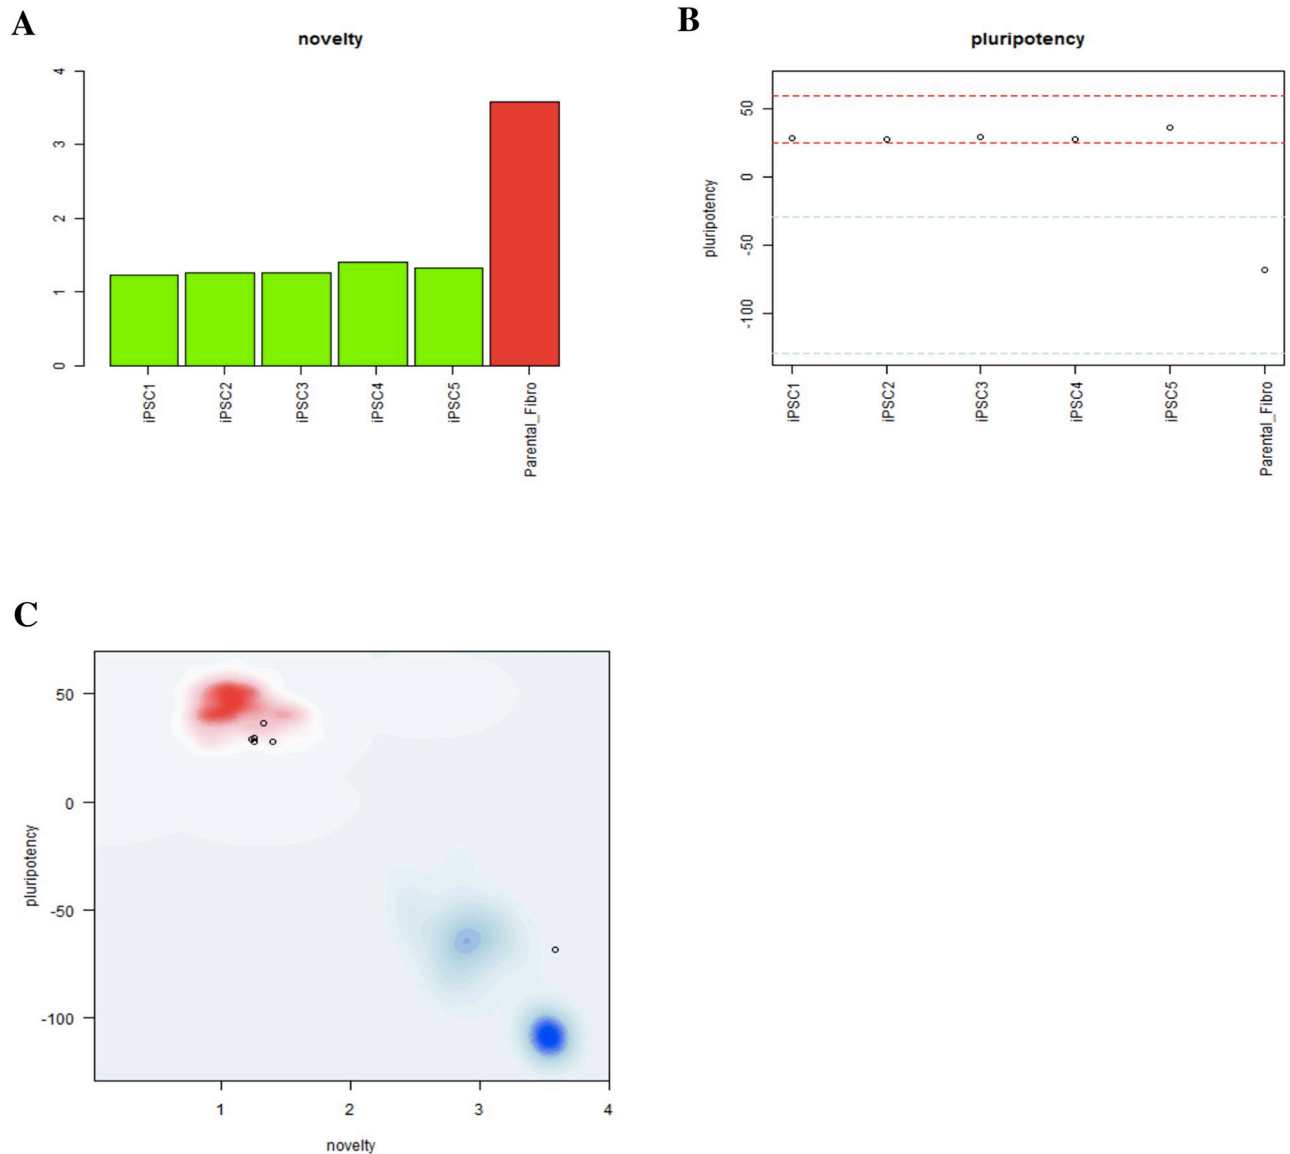 A
novelty
4
3
2
1
0
iPSC1
iPSC2
iPSC3
iPSC4
iPSC5
Parental_Fibro
B
pluripotency
pluripotency
50
0
-50
-100
iPSC1
iPSC2
iPSC3
iPSC4
iPSC5
Parental_Fibro
C
pluripotency
50
0
-50
-100
1
2
3
4
novelty